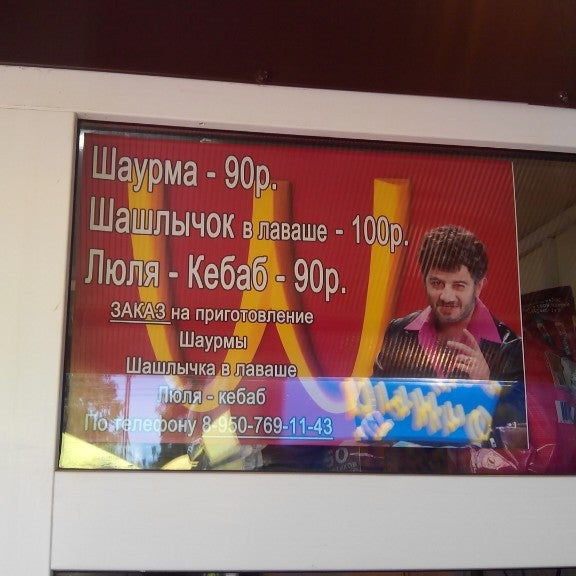 Шаурма - 90р.
Шашлычок в лаваше - 100р.
Люля - Кебаб - 90р.
ЗАКАЗ на приготовление
Шаурмы
Шашлычка в лаваше
Люля - кебаб
По телефону 8-950-769-11-43